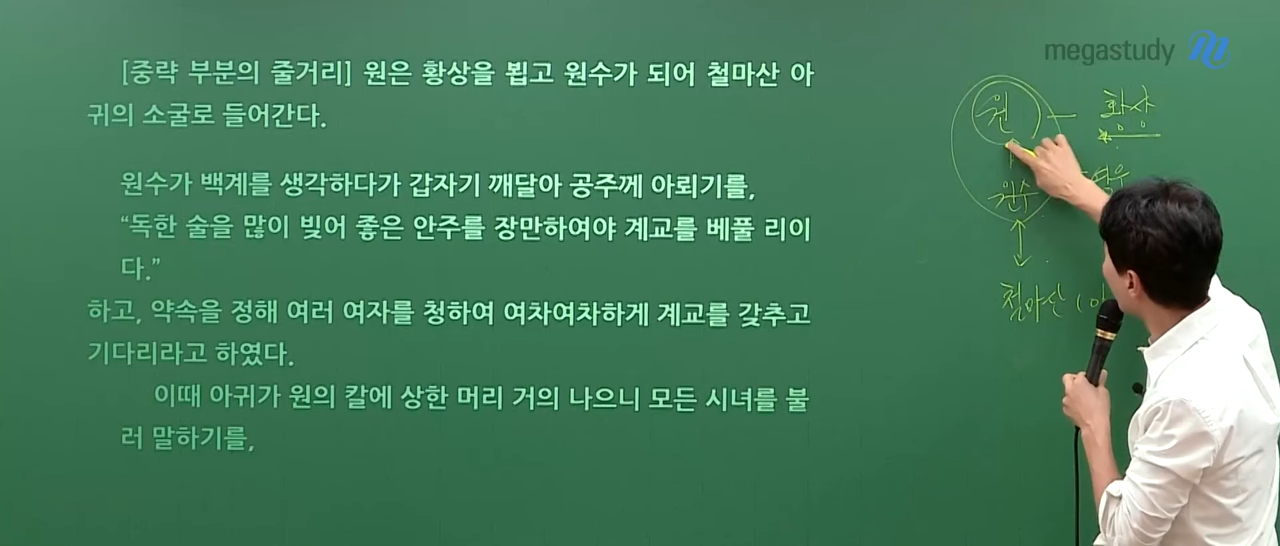 megastudy M
[중략 부분의 줄거리] 원은 황상을 뵙고 원수가 되어 철마산 아
귀의 소굴로 들어간다.
원수가 백계를 생각하다가 갑자기 깨달아 공주께 아뢰기를,
“독한 술을 많이 빚어 좋은 안주를 장만하여야 계교를 베풀 리이
다.”
하고, 약속을 정해 여러 여자를 청하여 여차여차하게 계교를 갖추고
기다리라고 하였다.
이때 아귀가 원의 칼에 상한 머리 거의 나으니 모든 시녀를 불
러 말하기를,
원 - 황상
원수
철마산